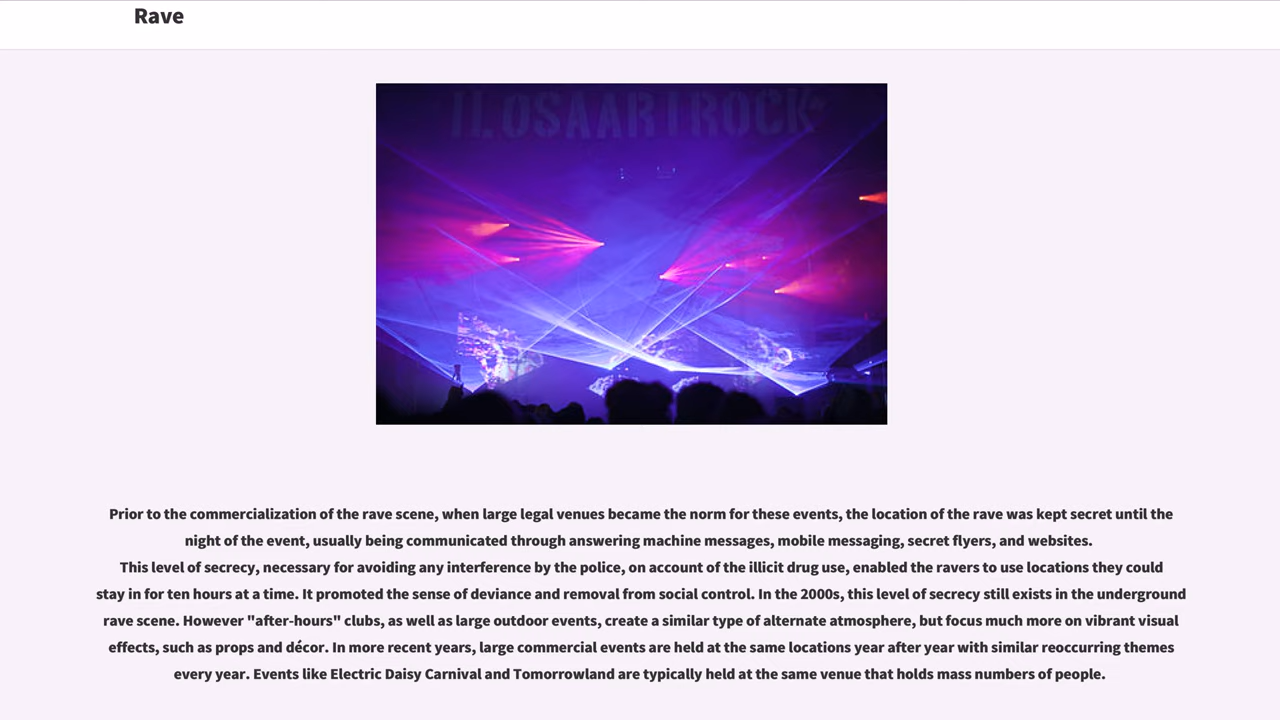 Rave
ILOSAARIROCK
Prior to the commercialization of the rave scene, when large legal venues became the norm for these events, the location of the rave was kept secret until the
night of the event, usually being communicated through answering machine messages, mobile messaging, secret flyers, and websites.
This level of secrecy, necessary for avoiding any interference by the police, on account of the illicit drug use, enabled the ravers to use locations they could
stay in for ten hours at a time. It promoted the sense of deviance and removal from social control. In the 2000s, this level of secrecy still exists in the underground
rave scene. However "after-hours" clubs, as well as large outdoor events, create a similar type of alternate atmosphere, but focus much more on vibrant visual
effects, such as props and décor. In more recent years, large commercial events are held at the same locations year after year with similar reoccurring themes
every year. Events like Electric Daisy Carnival and Tomorrowland are typically held at the same venue that holds mass numbers of people.